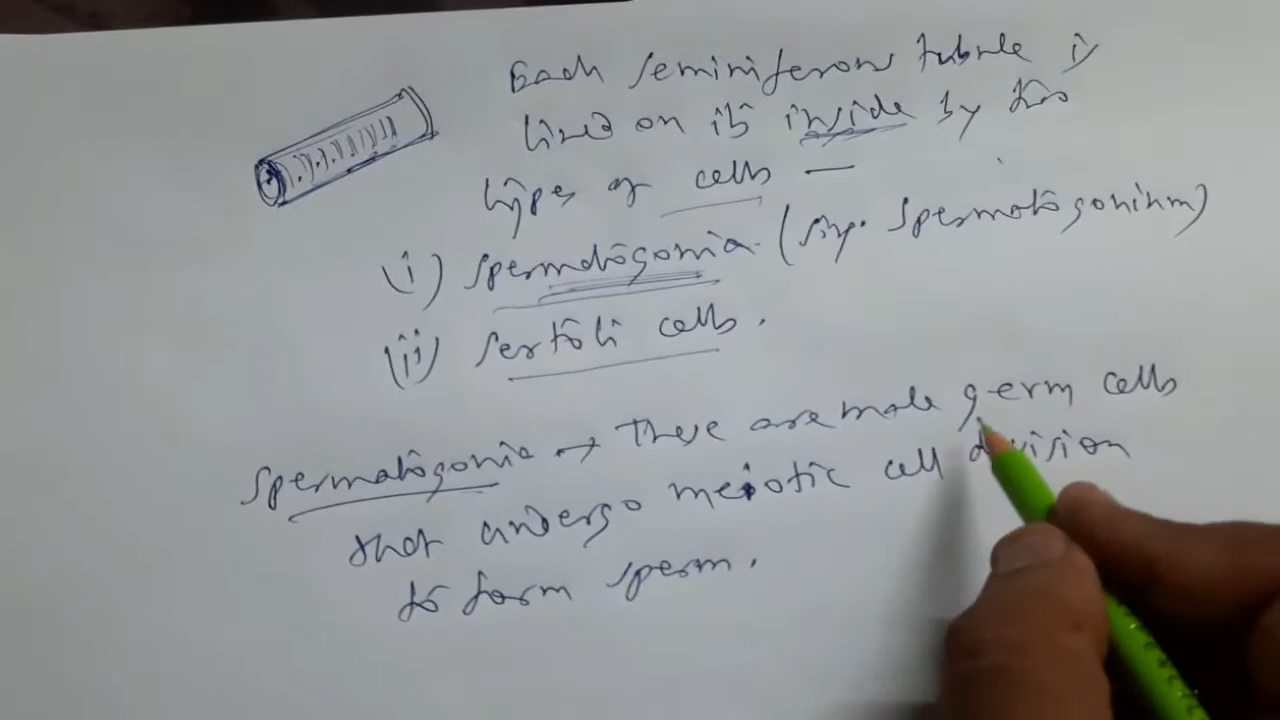 Each seminiferous tubule is
lined on its inside by two
types of cells —
(i) spermatogonia (sing. spermatogonium)
(ii) sertoli cells.
spermatogonia → These are male germ cells
that undergo meiotic cell division
to form sperm.